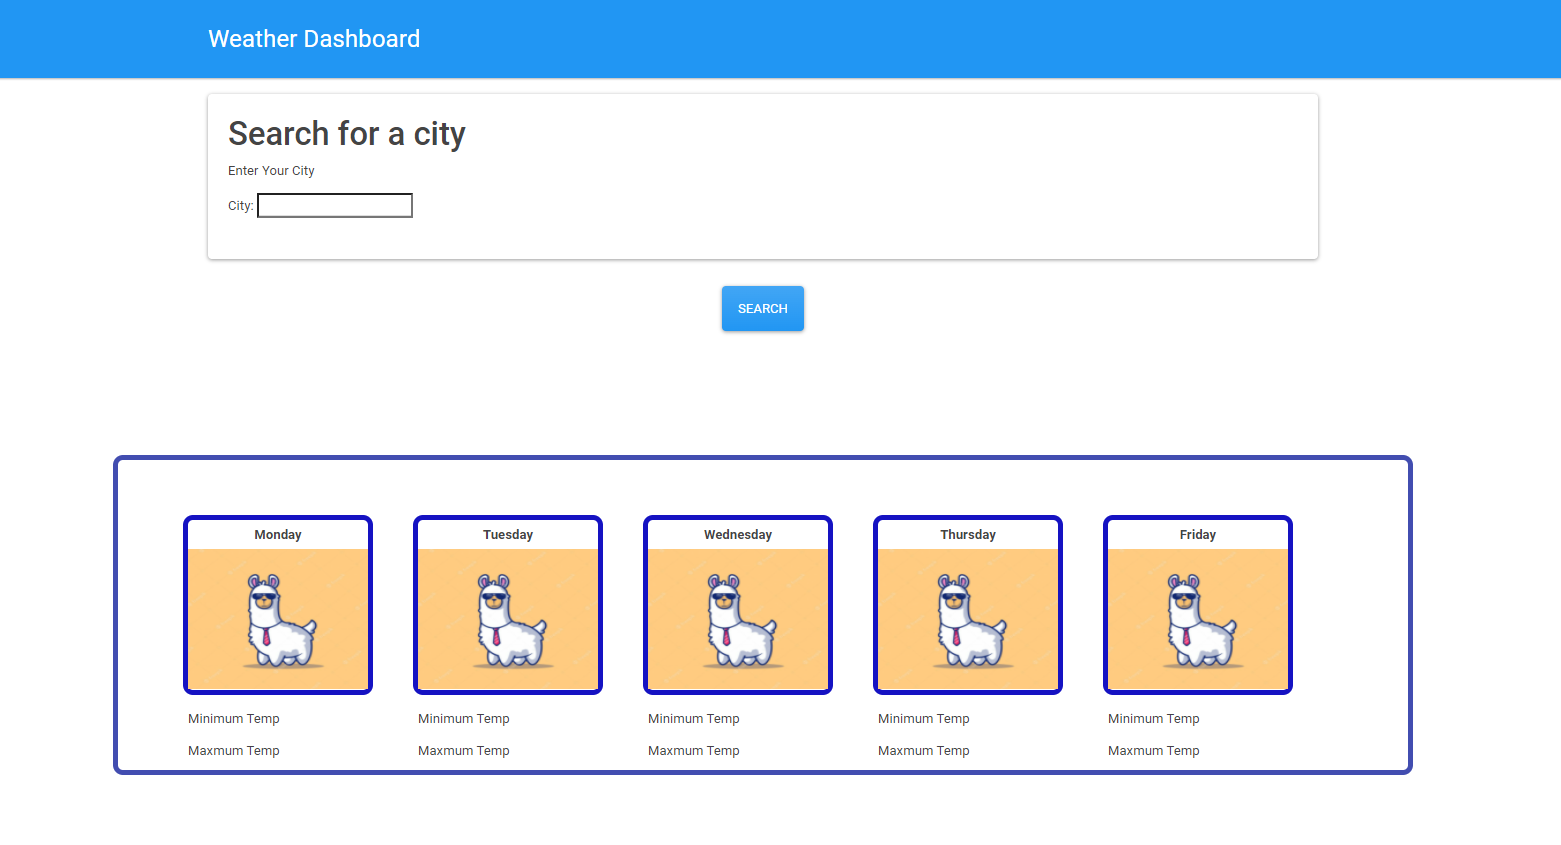 Weather Dashboard
Search for a city
Enter Your City
City:
SEARCH
Monday Tuesday Wednesday Thursday Friday
Minimum Temp Minimum Temp Minimum Temp Minimum Temp Minimum Temp
Maxmum Temp Maxmum Temp Maxmum Temp Maxmum Temp Maxmum Temp